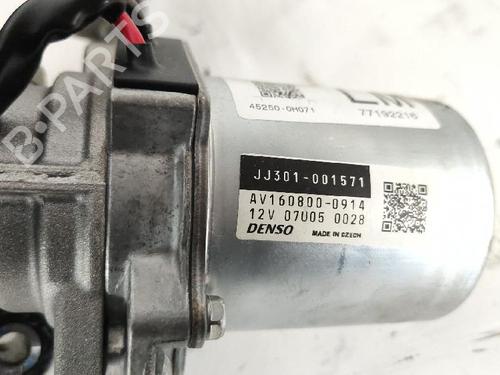 45250-0H071
LM
77192216
JJ301-001571
AV160800-0914
12V 07U05 0028
DENSO MADE IN CZECH
B-PARTS